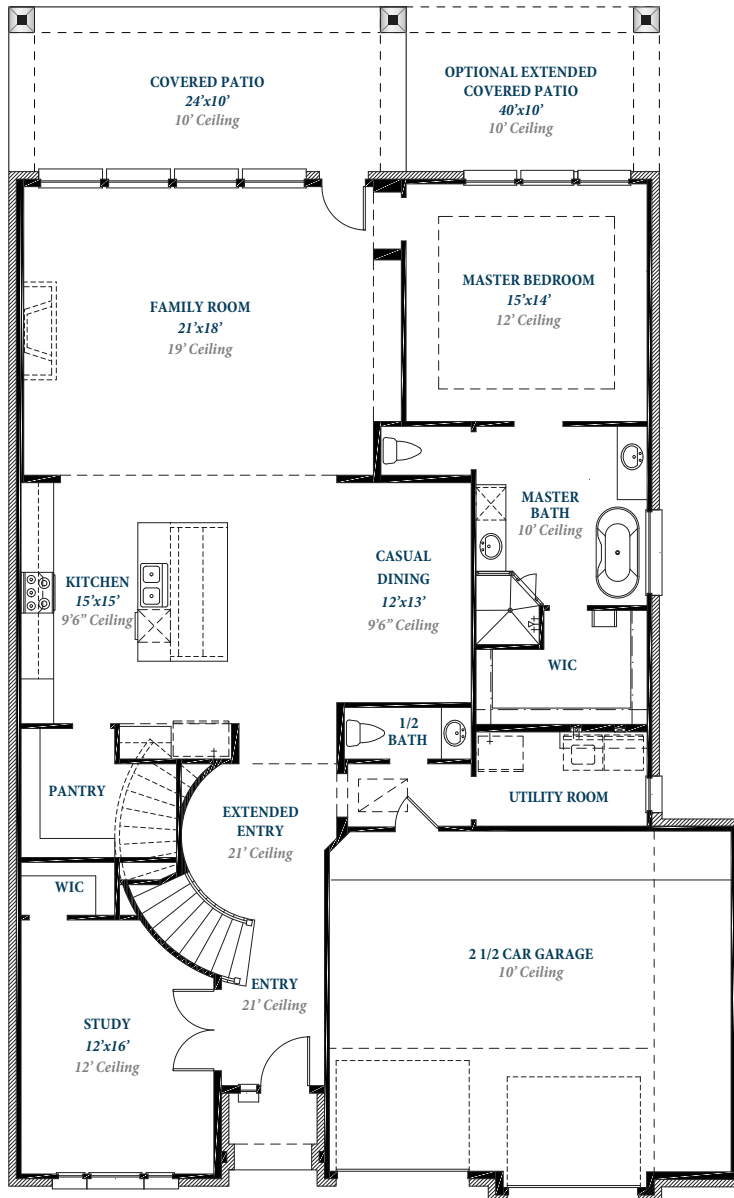 COVERED PATIO
24'x10'
10' Ceiling
OPTIONAL EXTENDED
COVERED PATIO
40'x10'
10' Ceiling
FAMILY ROOM
21'x18'
19' Ceiling
MASTER BEDROOM
15'x14'
12' Ceiling
MASTER
BATH
10' Ceiling
KITCHEN
15'x15'
9'6" Ceiling
CASUAL
DINING
12'x13'
9'6" Ceiling
WIC
1/2
BATH
PANTRY
EXTENDED
ENTRY
21' Ceiling
UTILITY ROOM
WIC
2 1/2 CAR GARAGE
10' Ceiling
ENTRY
21' Ceiling
STUDY
12'x16'
12' Ceiling